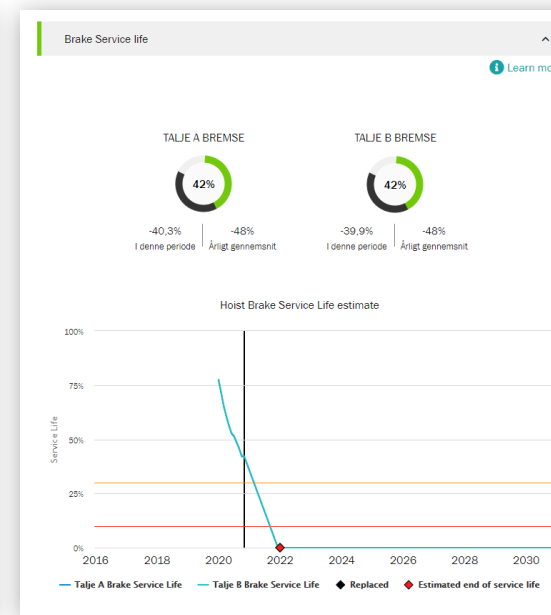 Brake Service life
Learn mo
TALJE A BREMSE
TALJE B BREMSE
42%
42%
-40,3%
-48%
-39,9%
-48%
I denne periode
Årligt gennemsnit
I denne periode
Årligt gennemsnit
Hoist Brake Service Life estimate
100%
75%
50%
25%
0%
Service Life
2016 2018 2020 2022 2024 2026 2028 2030
Talje A Brake Service Life
Talje B Brake Service Life
Replaced
Estimated end of service life